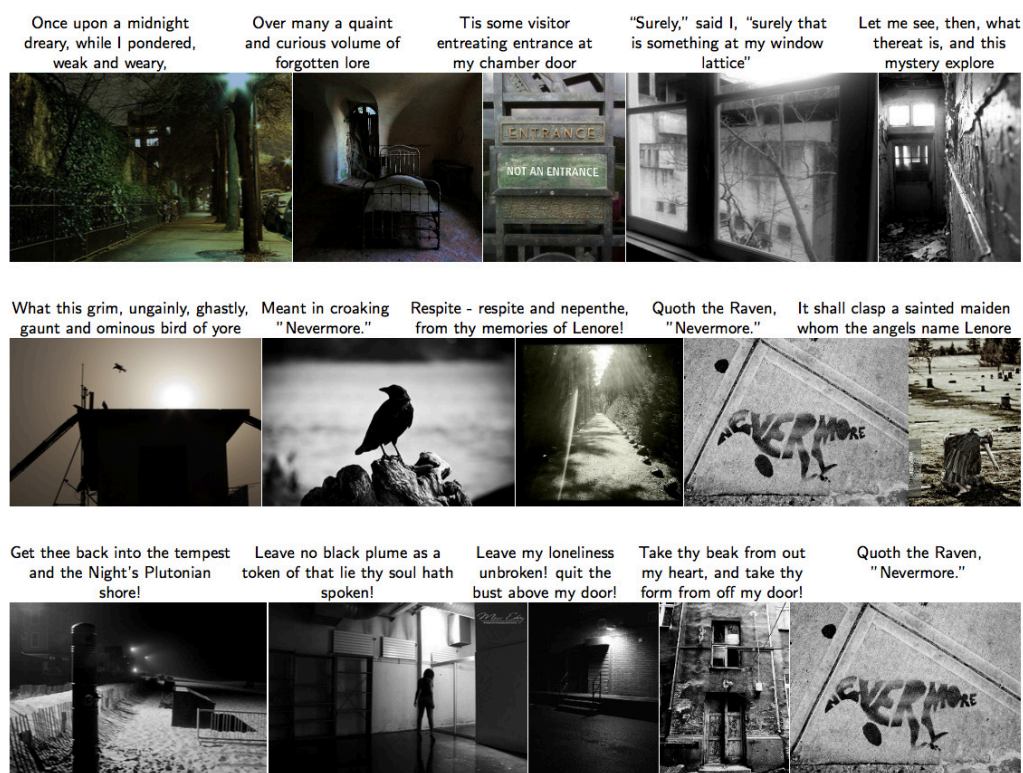 Once upon a midnight
dreary, while I pondered,
weak and weary,
Over many a quaint
and curious volume of
forgotten lore
Tis some visitor
entreating entrance at
my chamber door
“Surely,” said I, “surely that
is something at my window
lattice”
Let me see, then, what
thereat is, and this
mystery explore
ENTRANCE
NOT AN ENTRANCE
What this grim, ungainly, ghastly,
gaunt and ominous bird of yore
Meant in croaking
”Nevermore.”
Respite - respite and nepenthe,
from thy memories of Lenore!
Quoth the Raven,
”Nevermore.”
It shall clasp a sainted maiden
whom the angels name Lenore
NEVERMORE
Get thee back into the tempest
and the Night's Plutonian
shore!
Leave no black plume as a
token of that lie thy soul hath
spoken!
Leave my loneliness
unbroken! quit the
bust above my door!
Take thy beak from out
my heart, and take thy
form from off my door!
Quoth the Raven,
”Nevermore.”
NEVERMORE